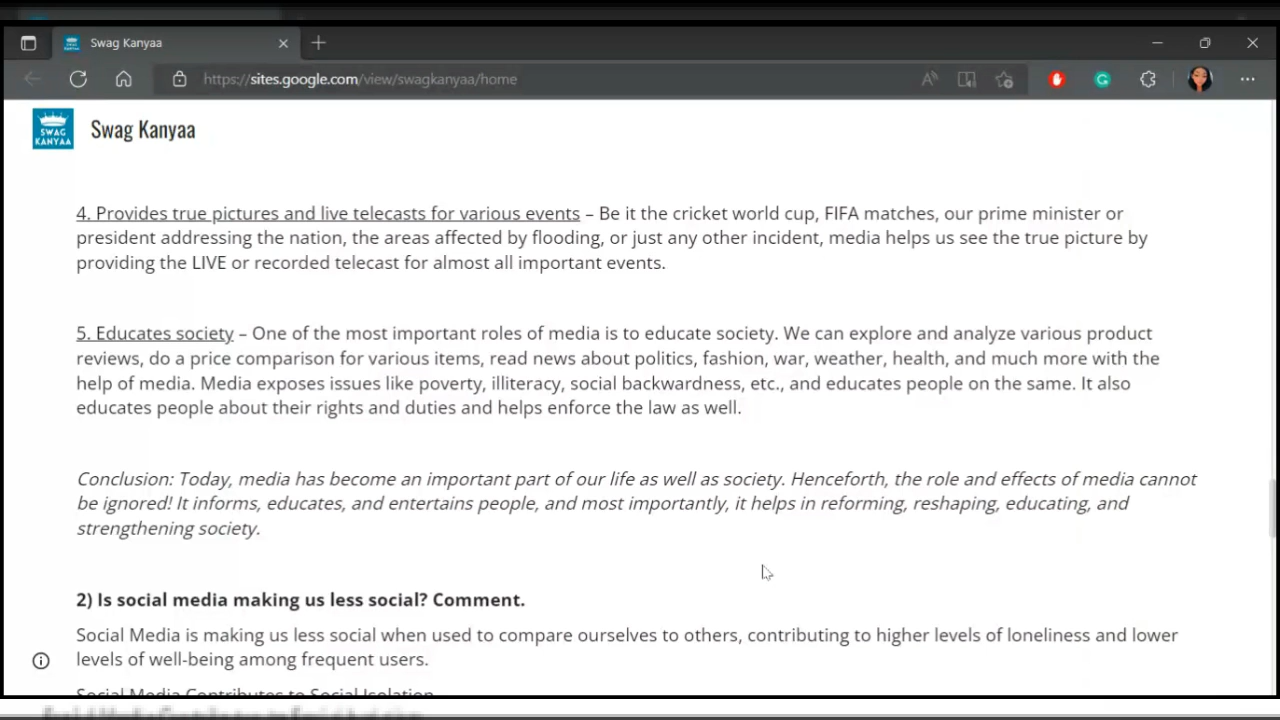 Swag Kanyaa
https://sites.google.com/view/swagkanyaa/home
SWAG
KANYAA
Swag Kanyaa
4. Provides true pictures and live telecasts for various events – Be it the cricket world cup, FIFA matches, our prime minister or
president addressing the nation, the areas affected by flooding, or just any other incident, media helps us see the true picture by
providing the LIVE or recorded telecast for almost all important events.
5. Educates society – One of the most important roles of media is to educate society. We can explore and analyze various product
reviews, do a price comparison for various items, read news about politics, fashion, war, weather, health, and much more with the
help of media. Media exposes issues like poverty, illiteracy, social backwardness, etc., and educates people on the same. It also
educates people about their rights and duties and helps enforce the law as well.
Conclusion: Today, media has become an important part of our life as well as society. Henceforth, the role and effects of media cannot
be ignored! It informs, educates, and entertains people, and most importantly, it helps in reforming, reshaping, educating, and
strengthening society.
2) Is social media making us less social? Comment.
Social Media is making us less social when used to compare ourselves to others, contributing to higher levels of loneliness and lower
levels of well-being among frequent users.
Social Media Contributes to Social Isolation